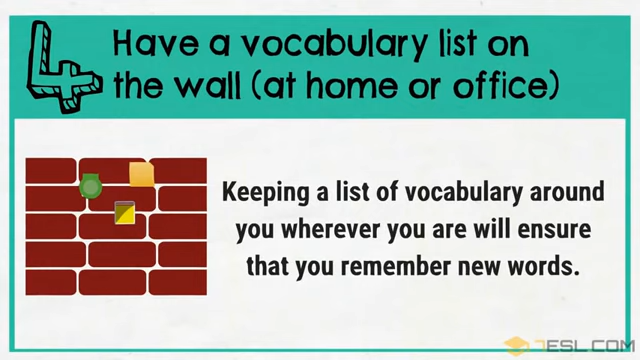 4
Have a vocabulary list on
the wall (at home or office)
Keeping a list of vocabulary around
you wherever you are will ensure
that you remember new words.
7ESL.COM